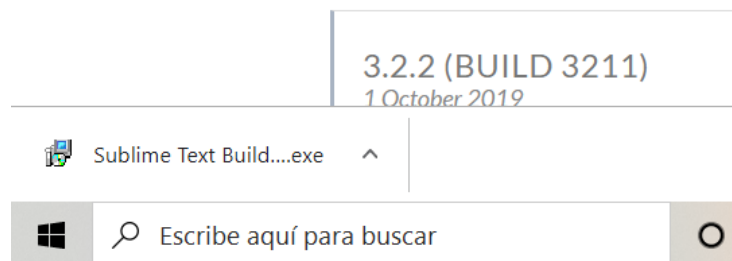 3.2.2 (BUILD 3211)
1 October 2019
Sublime Text Build....exe
Escribe aquí para buscar